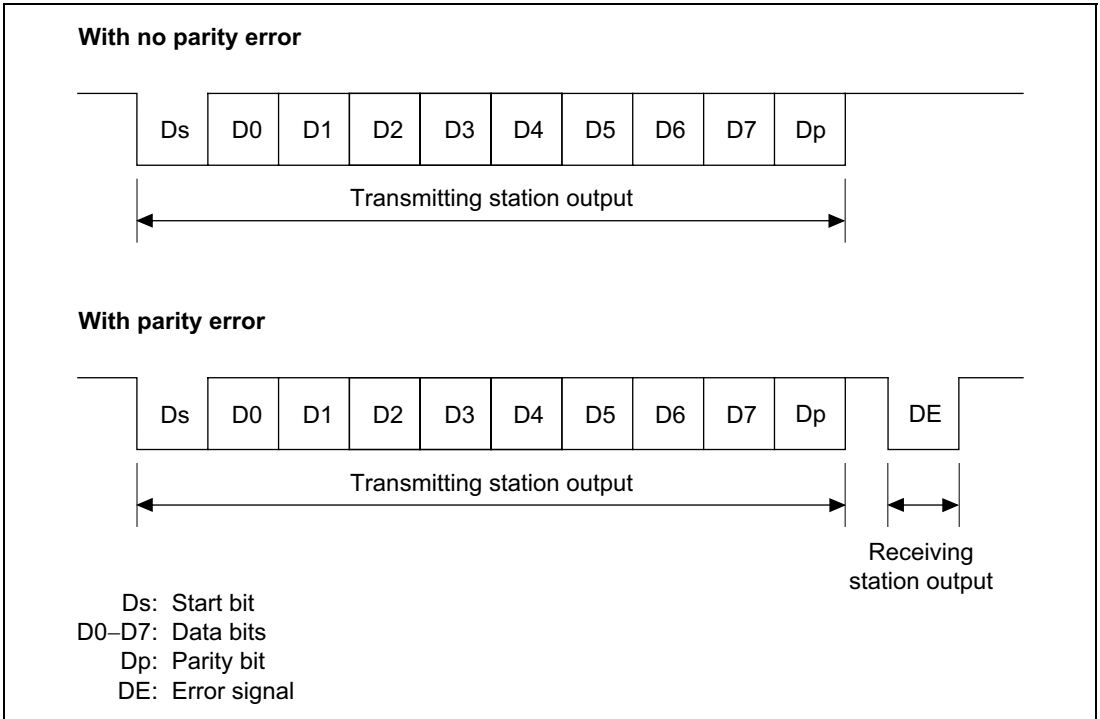 With no parity error
Ds D0 D1 D2 D3 D4 D5 D6 D7 Dp
Transmitting station output
With parity error
Ds D0 D1 D2 D3 D4 D5 D6 D7 Dp DE
Transmitting station output
Receiving
station output
Ds: Start bit
D0–D7: Data bits
Dp: Parity bit
DE: Error signal